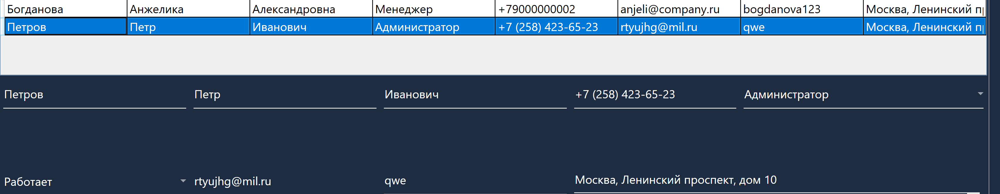 Богданова Анжелика Александровна Менеджер +79000000002 anjeli@company.ru bogdanova123 Москва, Ленинский п
Петров Петр Иванович Администратор +7 (258) 423-65-23 rtyujhg@mil.ru qwe Москва, Ленинский п
Петров Петр Иванович +7 (258) 423-65-23 Администратор
Работает rtyujhg@mil.ru qwe Москва, Ленинский проспект, дом 10